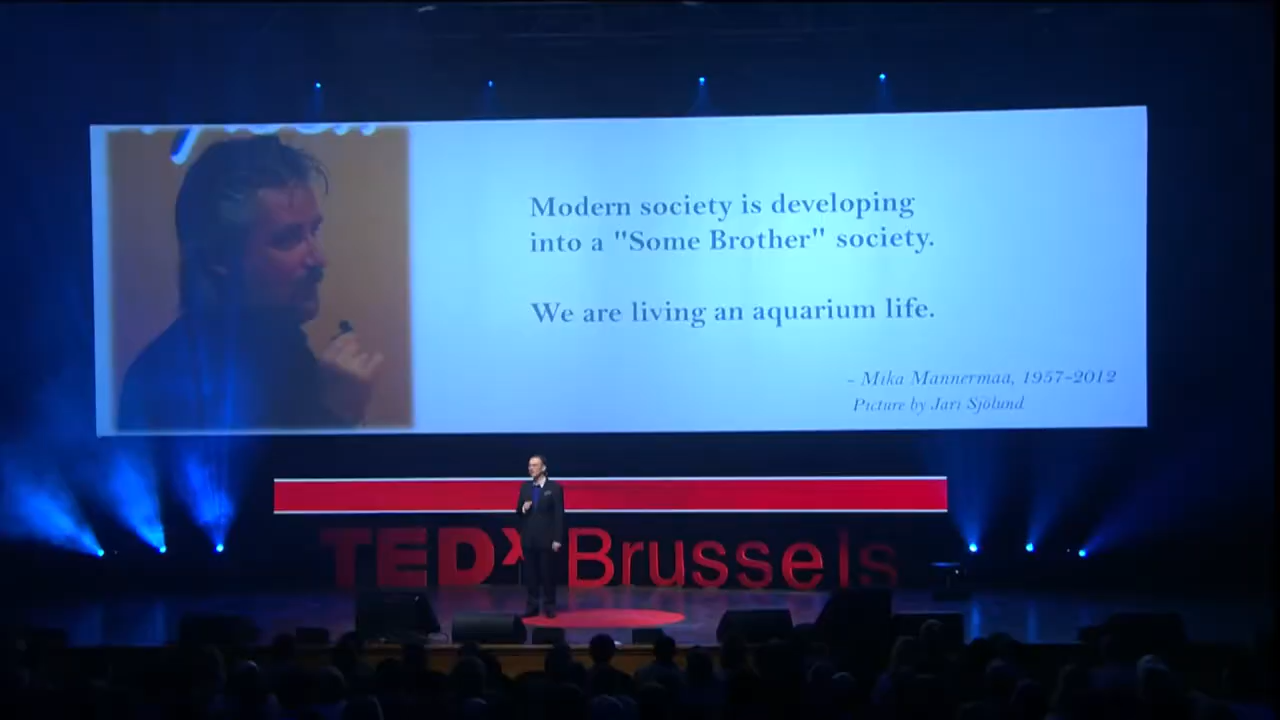 Modern society is developing
into a "Some Brother" society.
We are living an aquarium life.
- Mika Mannermaa, 1957-2012
Picture by Jari Sjölund
TEDx Brussels